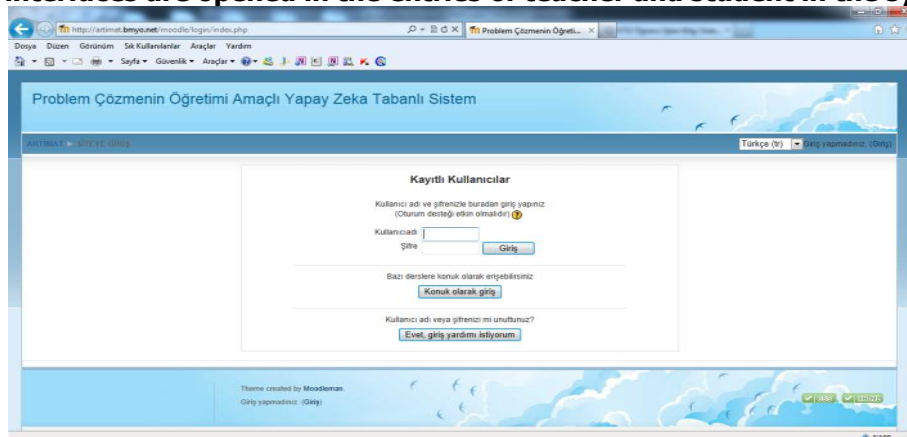 interfaces are opened in the entries of teacher and student in the
http://artimat.bmyo.net/moodle/login/index.php
Problem Çözmenin Öğreti...
Dosya Düzen Görünüm Sık Kullanılanlar Araçlar Yardım
Sayfa Güvenlik Araçlar
Problem Çözmenin Öğretimi Amaçlı Yapay Zeka Tabanlı Sistem
ARTIMAT ► SİTEYE GİRİŞ
Türkçe (tr) Giriş yapmadınız. (Giriş)
Kayıtlı Kullanıcılar
Kullanıcı adı ve şifrenizle buradan giriş yapınız
(Oturum desteği etkin olmalıdır)
Kullanıcıadı
Şifre
Giriş
Bazı derslere konuk olarak erişebilirsiniz
Konuk olarak giriş
Kullanıcı adı veya şifrenizi mi unuttunuz?
Evet, giriş yardımı istiyorum
Theme created by Moodleman.
Giriş yapmadınız. (Giriş)